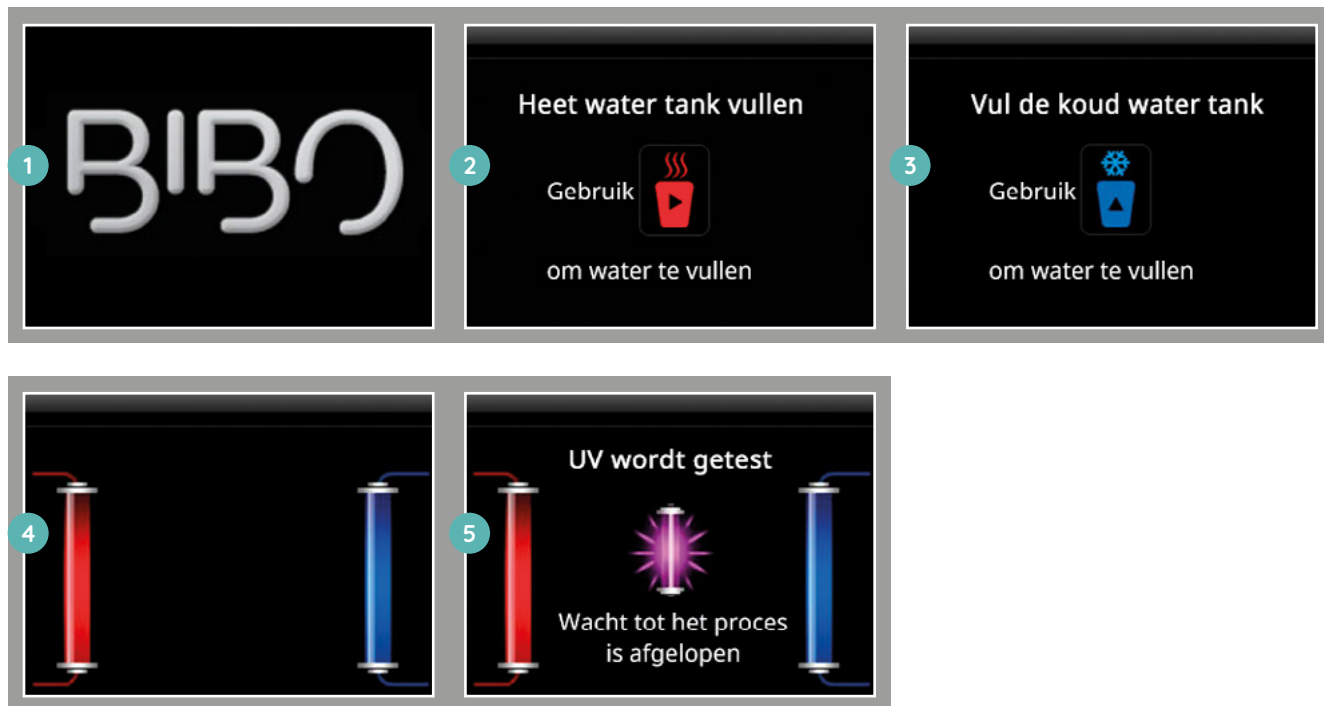 1
BIBO
2
Heet water tank vullen
Gebruik
om water te vullen
3
Vul de koud water tank
Gebruik
om water te vullen
4
5
UV wordt getest
Wacht tot het proces
is afgelopen